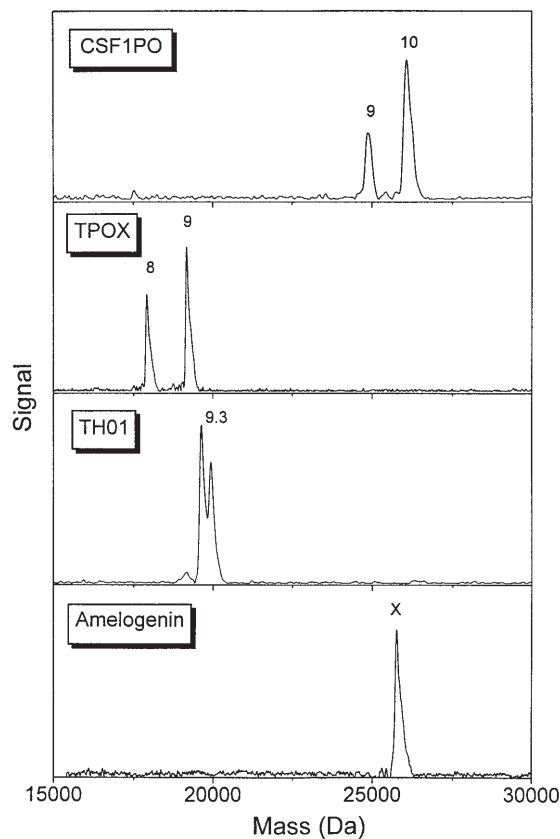 CSF1PO
10
9
TPOX
9
8
TH01
9.3
Amelogenin
X
Signal
15000 20000 25000 30000
Mass (Da)